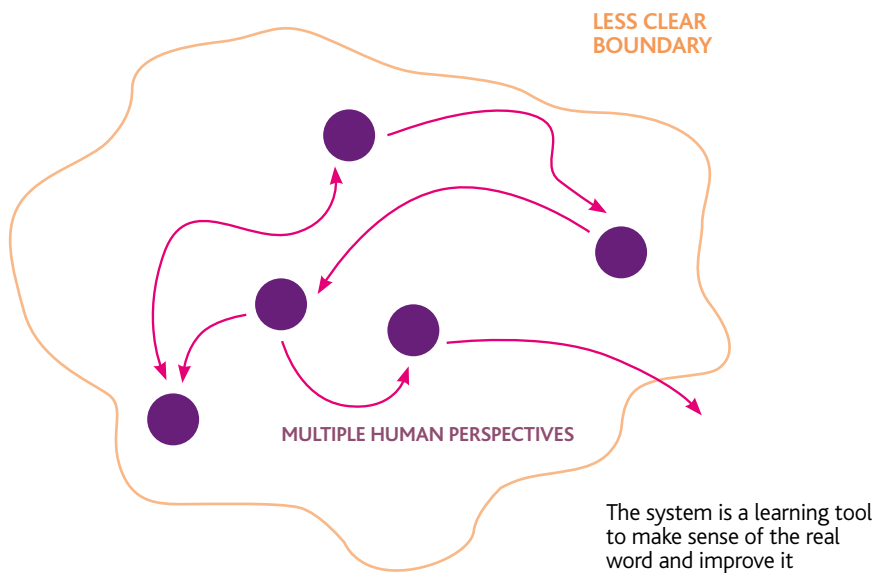 LESS CLEAR
BOUNDARY
MULTIPLE HUMAN PERSPECTIVES
The system is a learning tool
to make sense of the real
word and improve it